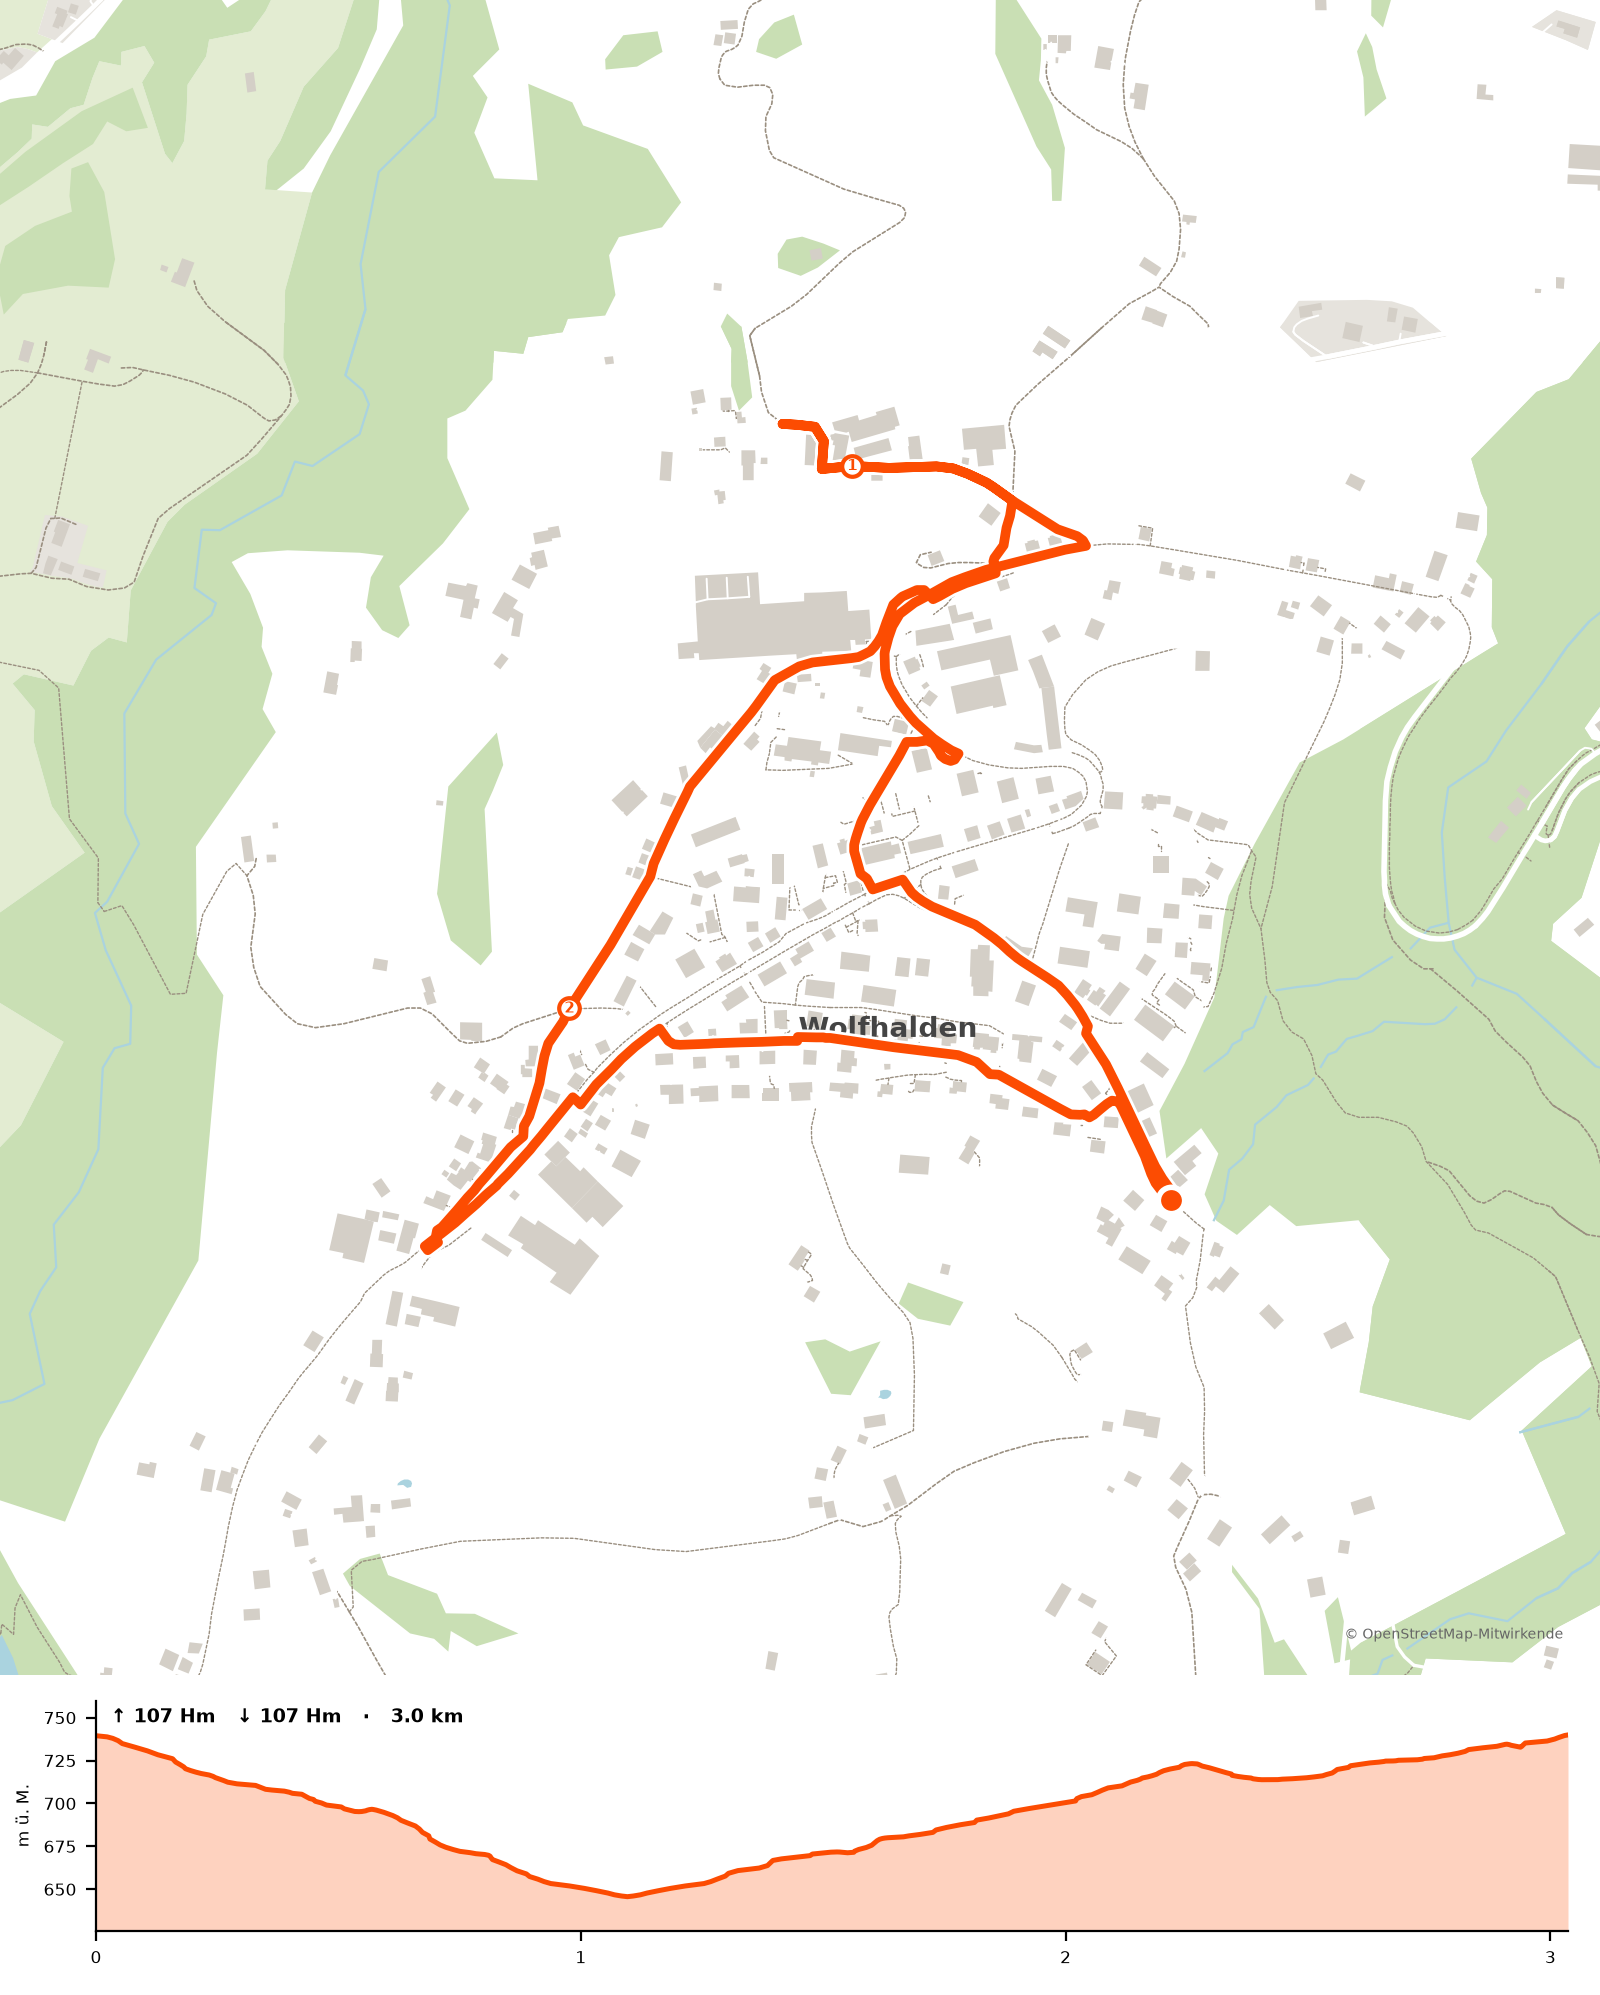 1
2
Wolfhalden
© OpenStreetMap-Mitwirkende
↑ 107 Hm ↓ 107 Hm · 3.0 km
750
725
700
675
650
m ü. M.
0 1 2 3